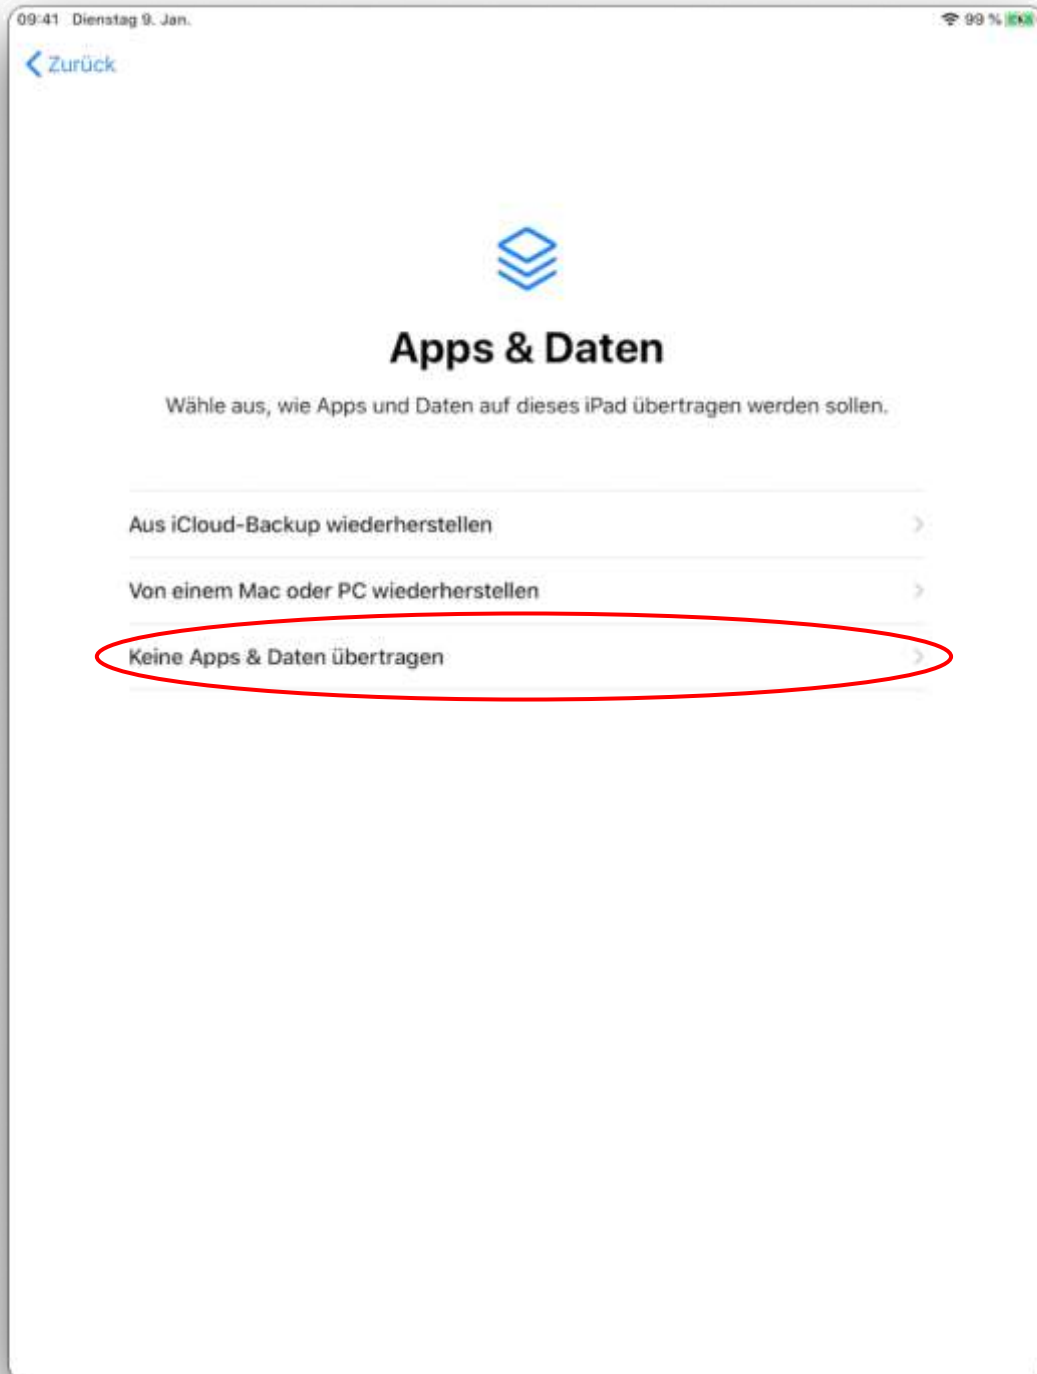 09:41 Dienstag 9. Jan. 99 %
Zurück
Apps & Daten
Wähle aus, wie Apps und Daten auf dieses iPad übertragen werden sollen.
Aus iCloud-Backup wiederherstellen
Von einem Mac oder PC wiederherstellen
Keine Apps & Daten übertragen